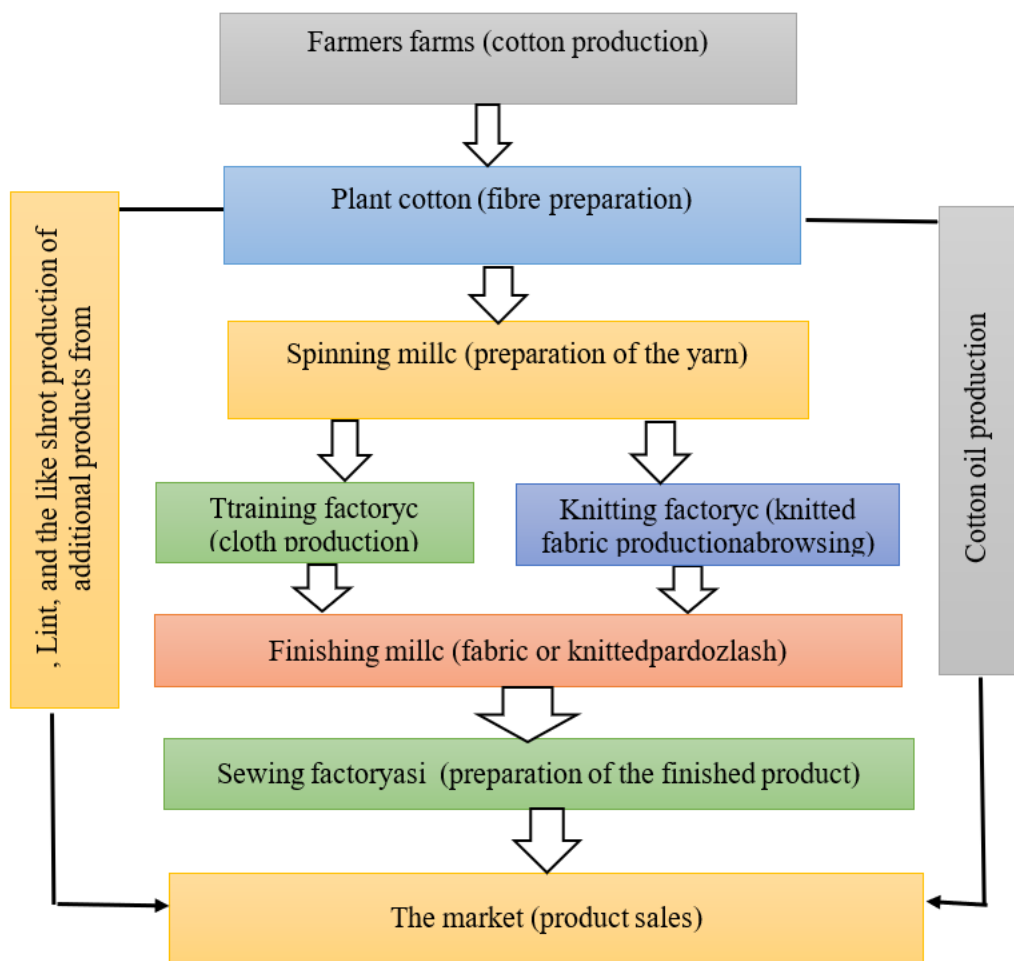 Farmers farms (cotton production)
Plant cotton (fibre preparation)
, Lint, and the like shrot production of
additional products from
Cotton oil production
Spinning millc (preparation of the yarn)
Ttraining factoryc
(cloth production)
Knitting factoryc (knitted
fabric productionabrowsing)
Finishing millc (fabric or knittedpardozlash)
Sewing factoryasi (preparation of the finished product)
The market (product sales)